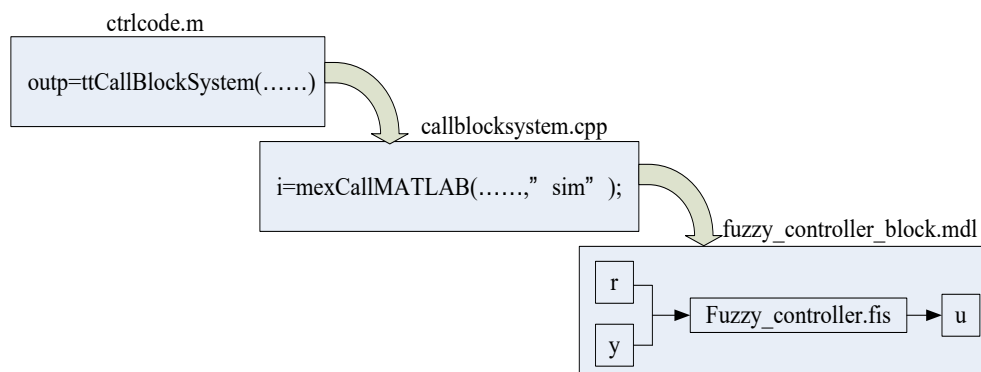 ctrlcode.m
outp=ttCallBlockSystem(……)
callblocksystem.cpp
i=mexCallMATLAB(……,” sim” );
fuzzy_controller_block.mdl
r
Fuzzy_controller.fis
u
y